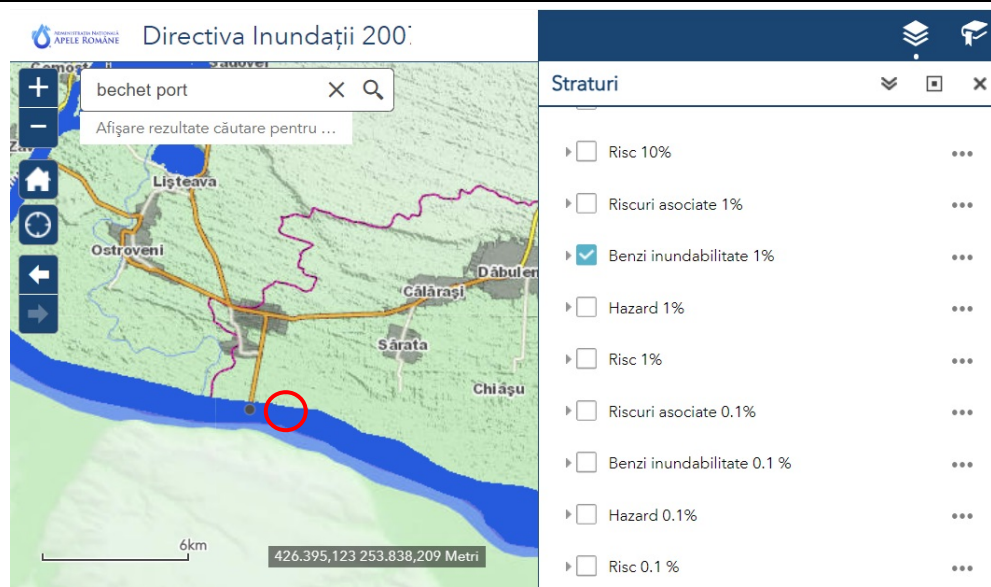 ADMINISTRAȚIA NAȚIONALĂ
APELE ROMÂNE
Directiva Inundații 2007
bechet port
Afișare rezultate căutare pentru …
Lișteava
Ostroveni
Dăbulen
Călărași
Sărata
Chiașu
6km
426.395,123 253.838,209 Metri
Straturi
Risc 10%
Riscuri asociate 1%
Benzi inundabilitate 1%
Hazard 1%
Risc 1%
Riscuri asociate 0.1%
Benzi inundabilitate 0.1 %
Hazard 0.1%
Risc 0.1 %